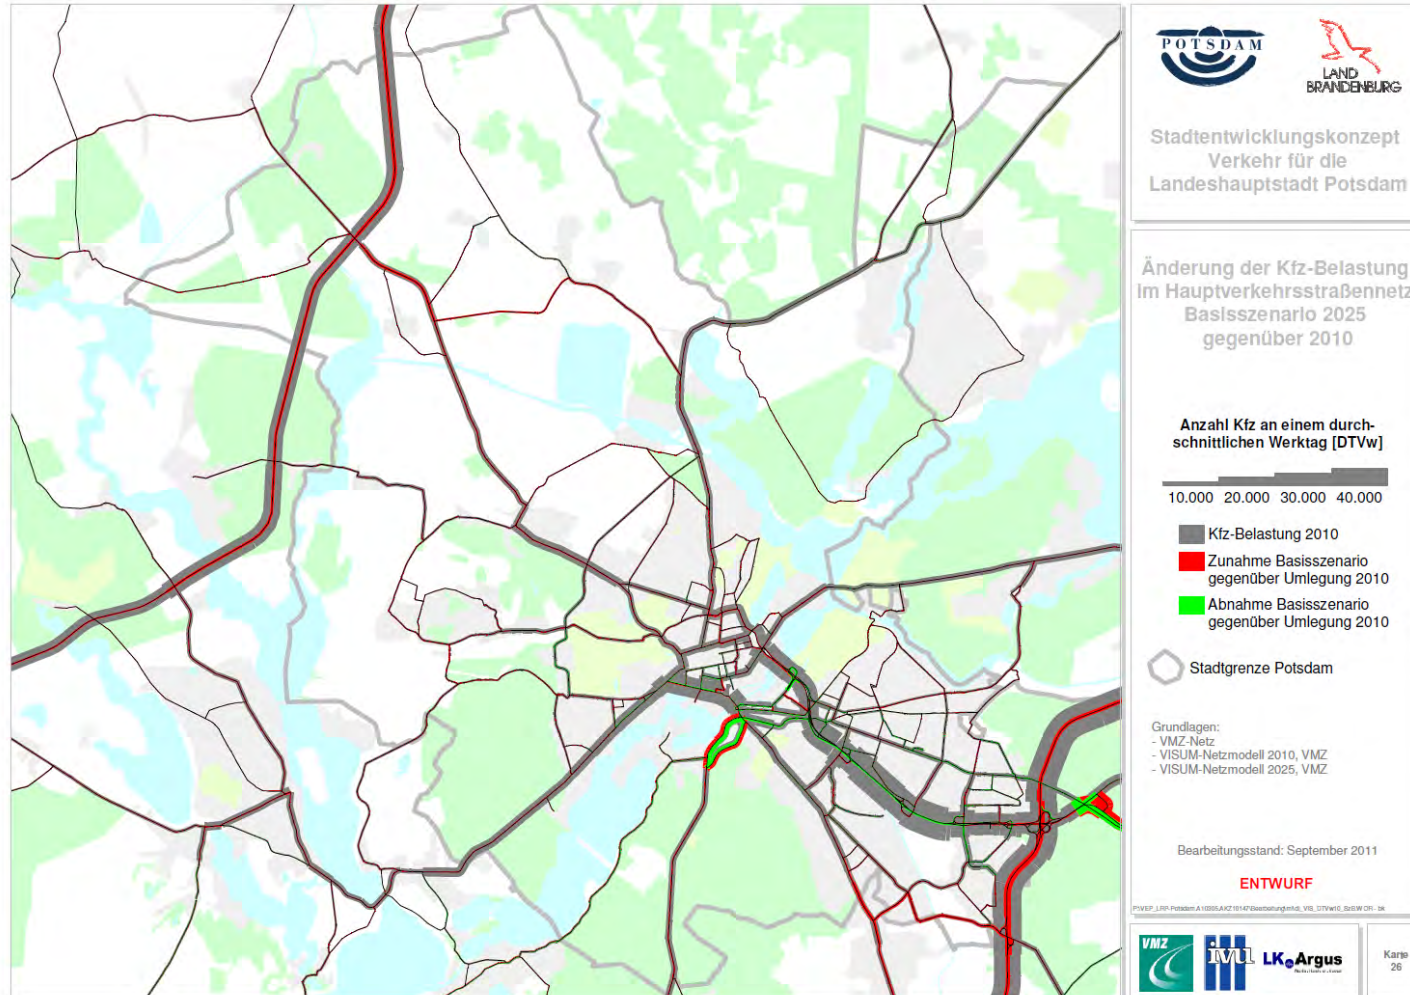 POTSDAM
LAND
BRANDENBURG
Stadtentwicklungskonzept
Verkehr für die
Landeshauptstadt Potsdam
Änderung der Kfz-Belastung
im Hauptverkehrsstraßennetz
Basisszenario 2025
gegenüber 2010
Anzahl Kfz an einem durch-
schnittlichen Werktag [DTVw]
10.000 20.000 30.000 40.000
Kfz-Belastung 2010
Zunahme Basisszenario
gegenüber Umlegung 2010
Abnahme Basisszenario
gegenüber Umlegung 2010
Stadtgrenze Potsdam
Grundlagen:
- VMZ-Netz
- VISUM-Netzmodell 2010, VMZ
- VISUM-Netzmodell 2025, VMZ
Bearbeitungsstand: September 2011
ENTWURF
VMZ
ivu
LK Argus
Karte
26